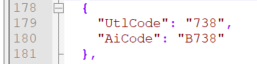 178 {
179 "UtlCode": "738",
180 "AiCode": "B738"
181 },